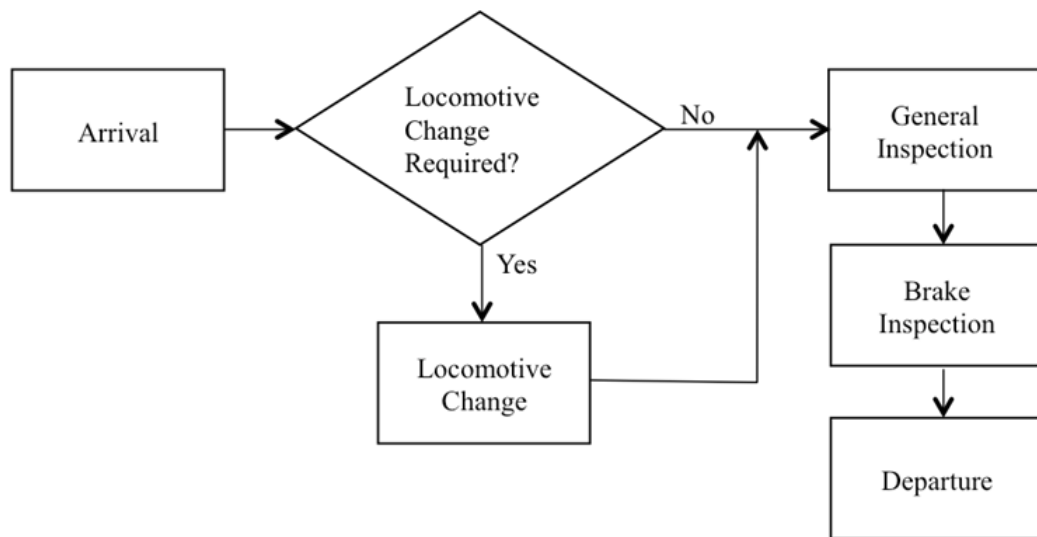 Arrival
Locomotive
Change
Required?
No
Yes
Locomotive
Change
General
Inspection
Brake
Inspection
Departure